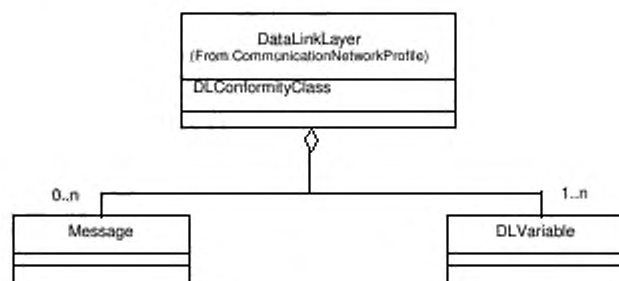 DataLinkLayer
(From CommunicationNetworkProfile)
DLConformityClass
0..n
1..n
Message
DLVariable